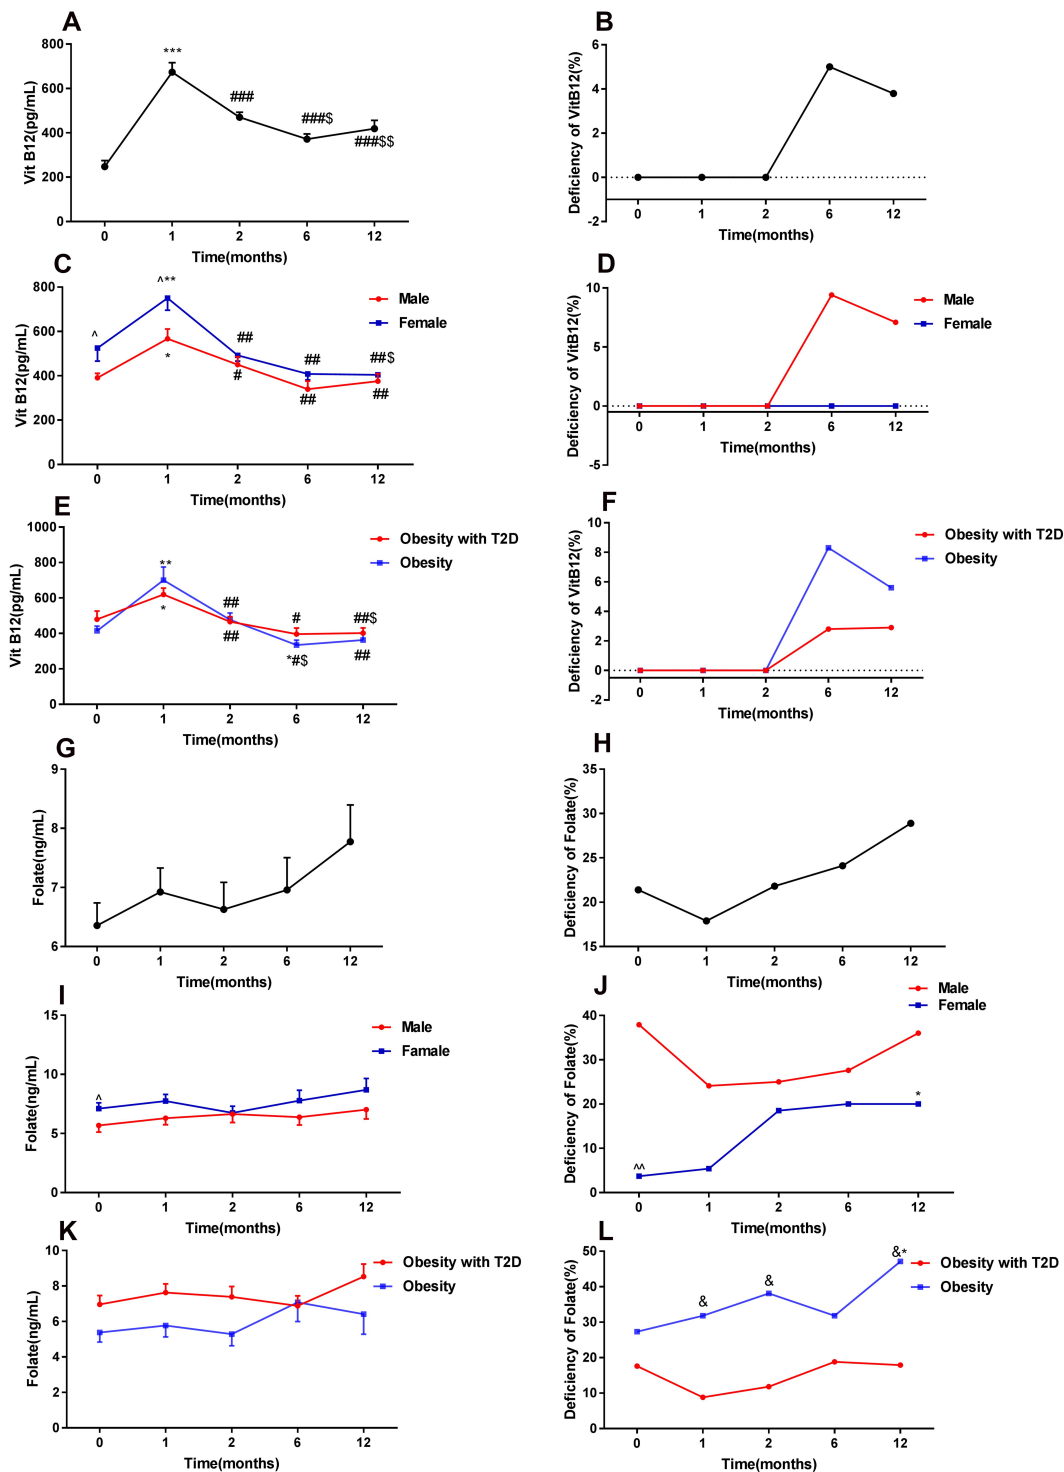 A
Vit B12(pg/mL)
800
600
400
200
0
***
###
###$
###$$
0 1 2 6 12
Time(months)
B
Deficiency of VitB12(%)
6
4
2
0
-2
0 1 2 6 12
Time(months)
C
Vit B12(pg/mL)
800
600
400
200
0
^
^**
*
##
#
##
##
##$
##
Male
Female
0 1 2 6 12
Time(months)
D
Deficiency of VitB12(%)
10
5
0
-5
Male
Female
0 1 2 6 12
Time(months)
E
Vit B12(pg/mL)
1000
800
600
400
200
0
**
*
##
##
#
*#$
##$
##
Obesity with T2D
Obesity
0 1 2 6 12
Time(months)
F
Deficiency of VitB12(%)
10
8
6
4
2
0
-2
Obesity with T2D
Obesity
0 1 2 6 12
Time(months)
G
Folate(ng/mL)
9
8
7
6
0 1 2 6 12
Time(months)
H
Deficiency of Folate(%)
35
30
25
20
15
0 1 2 6 12
Time(months)
I
Folate(ng/mL)
15
10
5
0
^
Male
Famale
0 1 2 6 12
Time(months)
J
Deficiency of Folate(%)
40
30
20
10
0
^^
*
Male
Female
0 1 2 6 12
Time(months)
K
Folate(ng/mL)
10
8
6
4
2
0
Obesity with T2D
Obesity
0 1 2 6 12
Time(months)
L
Deficiency of Folate(%)
50
40
30
20
10
0
&
&
&*
Obesity with T2D
Obesity
0 1 2 6 12
Time(months)